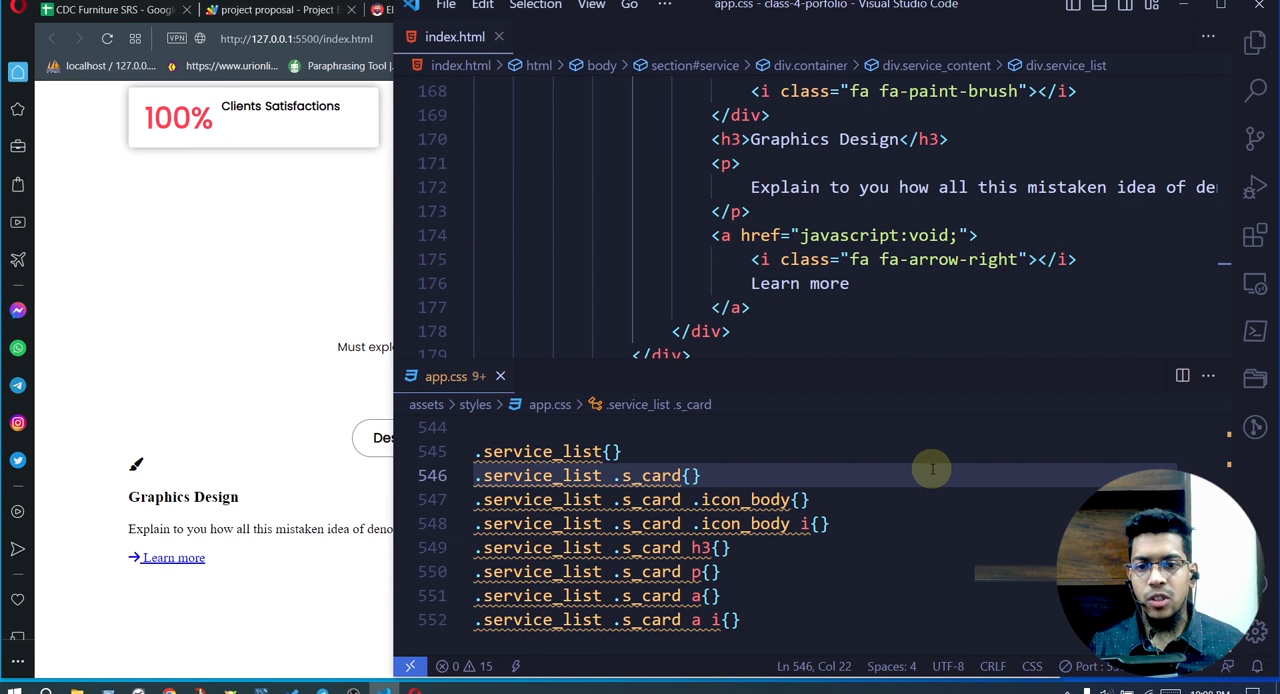 CDC Furniture SRS - Googl
project proposal - Project B
File Edit Selection View Go ··· app.css - class-4-porfolio - Visual Studio Code
VPN http://127.0.0.1:5500/index.html
localhost / 127.0.0.... https://www.urionli... Paraphrasing Tool |.
index.html
index.html > html > body > section#service > div.container > div.service_content > div.service_list
100% Clients Satisfactions
Must expl
Des
Graphics Design
Explain to you how all this mistaken idea of deno
Learn more
168 <i class="fa fa-paint-brush"></i>
169 </div>
170 <h3>Graphics Design</h3>
171 <p>
172 Explain to you how all this mistaken idea of de
173 </p>
174 <a href="javascript:void;">
175 <i class="fa fa-arrow-right"></i>
176 Learn more
177 </a>
178 </div>
179 </div>
app.css 9+
assets > styles > app.css > .service_list .s_card
544
545 .service_list{}
546 .service_list .s_card{}
547 .service_list .s_card .icon_body{}
548 .service_list .s_card .icon_body i{}
549 .service_list .s_card h3{}
550 .service_list .s_card p{}
551 .service_list .s_card a{}
552 .service_list .s_card a i{}
0 15 Ln 546, Col 22 Spaces: 4 UTF-8 CRLF CSS Port : 55